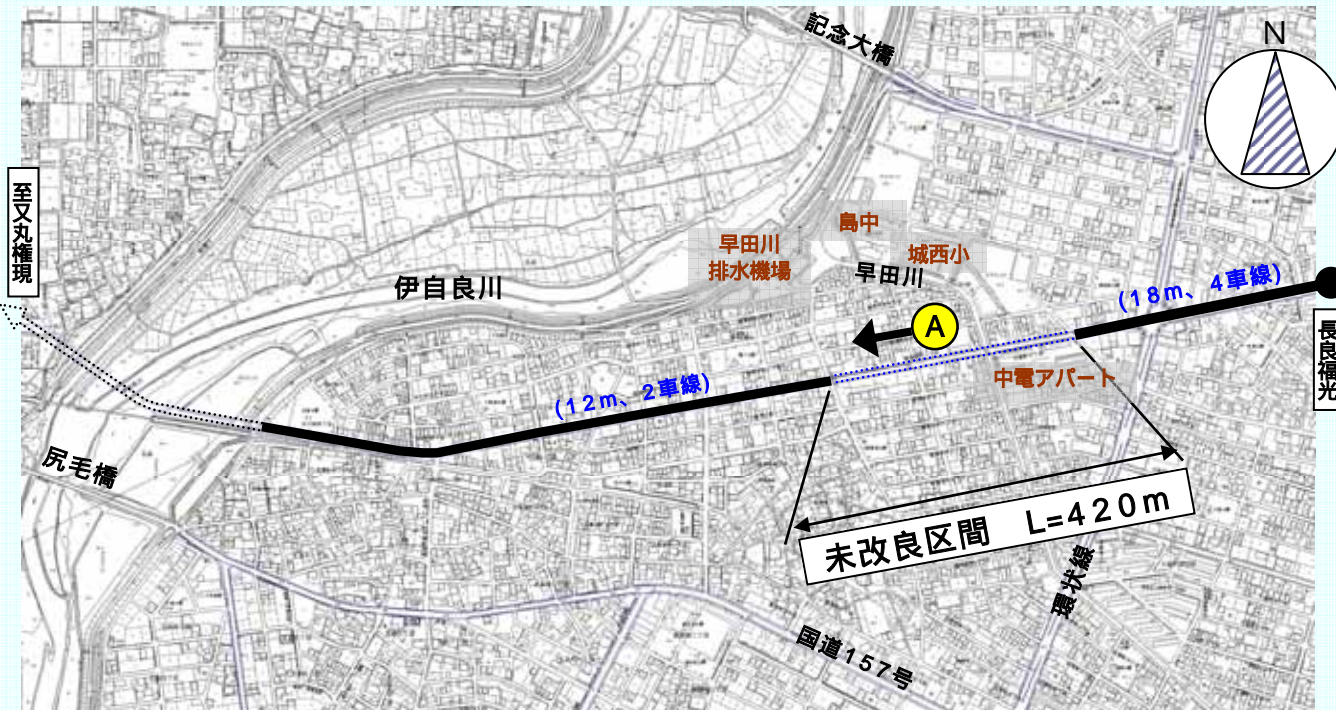 記念大橋
N
至又丸権現
島中
早田川
排水機場
城西小
早田川
伊自良川
(18m、4車線)
A
長良福光
中電アパート
(12m、2車線)
尻毛橋
未改良区間 L=420m
環状線
国道157号